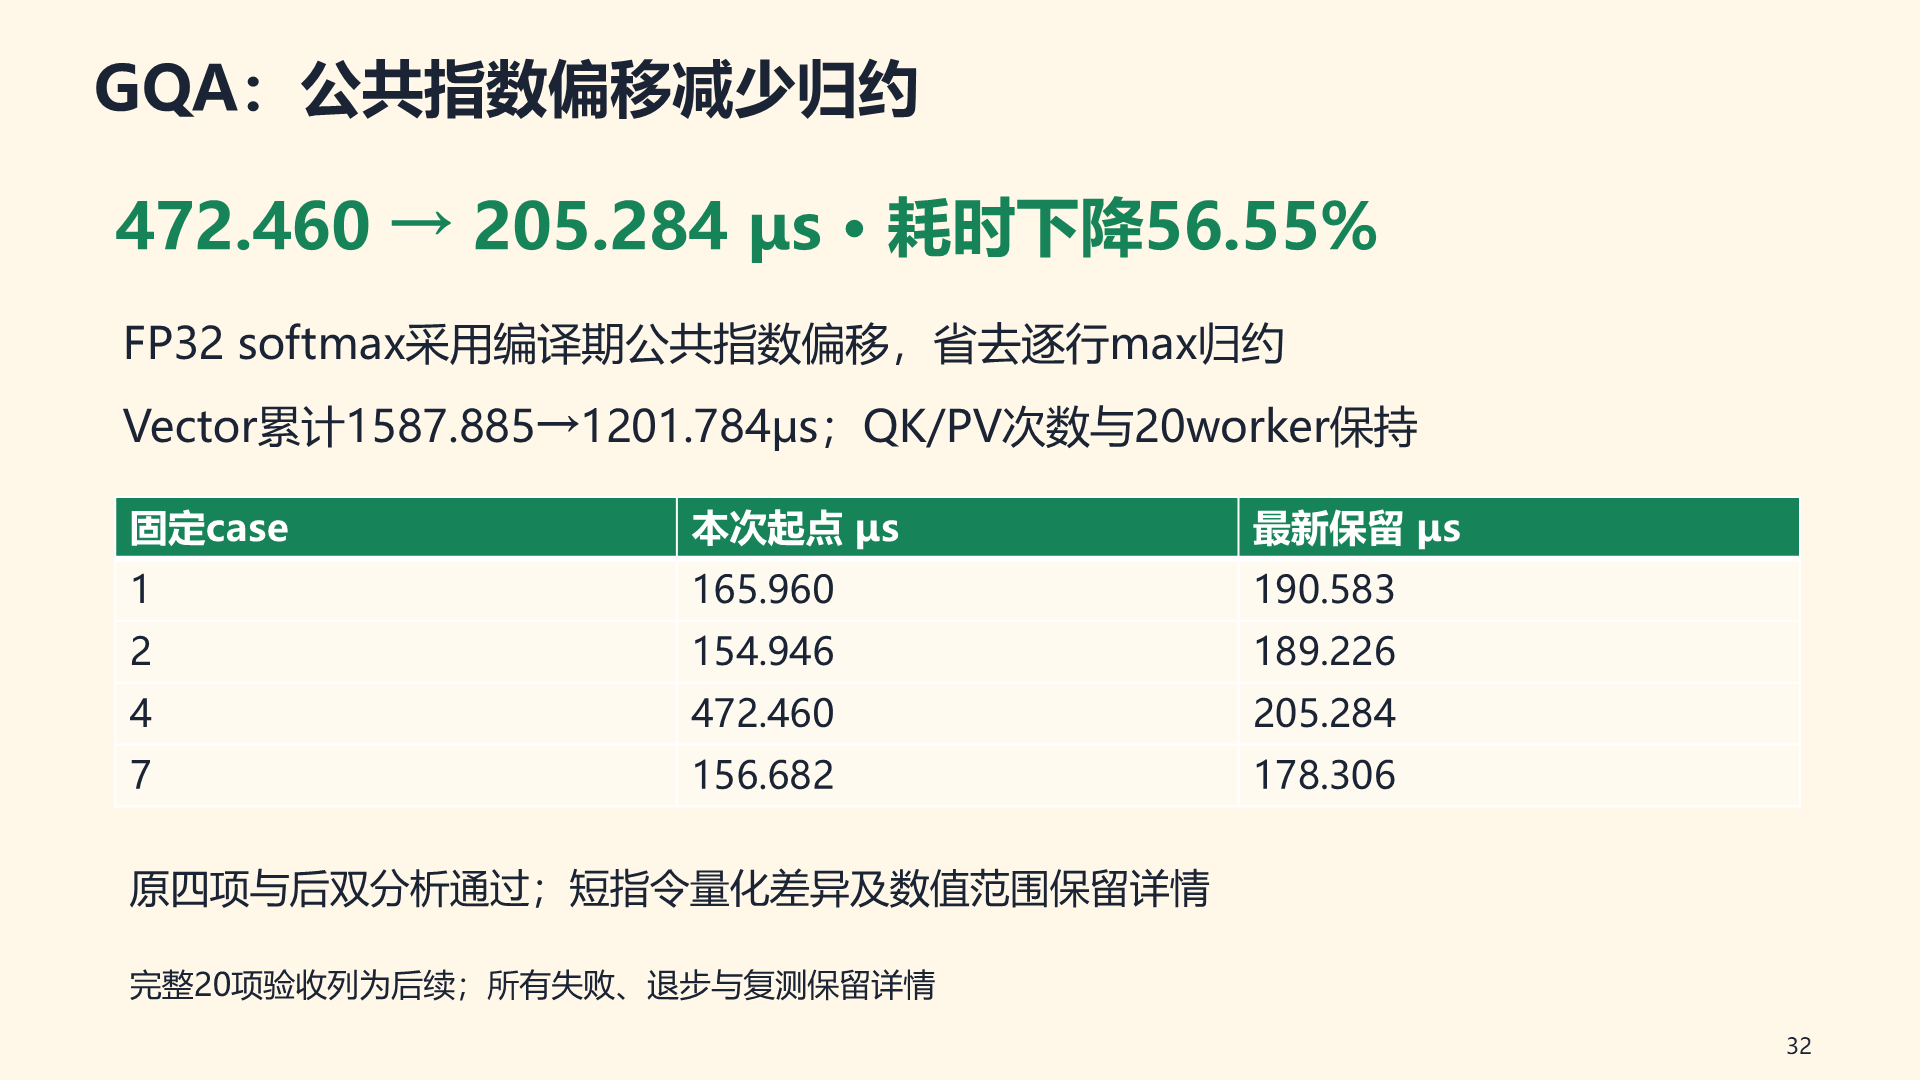 GQA：公共指数偏移减少归约
472.460 → 205.284 μs • 耗时下降56.55%
FP32 softmax采用编译期公共指数偏移，省去逐行max归约
Vector累计1587.885→1201.784μs；QK/PV次数与20worker保持
固定case 本次起点 μs 最新保留 μs
1 165.960 190.583
2 154.946 189.226
4 472.460 205.284
7 156.682 178.306
原四项与后双分析通过；短指令量化差异及数值范围保留详情
完整20项验收列为后续；所有失败、退步与复测保留详情
32